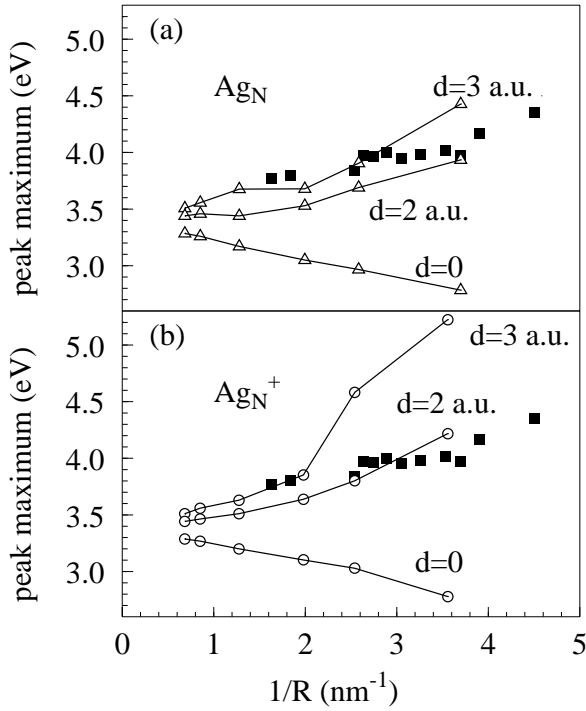 (a)
Ag_N
d=3 a.u.
d=2 a.u.
d=0
peak maximum (eV)
5.0
4.5
4.0
3.5
3.0
(b)
Ag_N^+
d=3 a.u.
d=2 a.u.
d=0
peak maximum (eV)
5.0
4.5
4.0
3.5
3.0
0 1 2 3 4 5
1/R (nm^-1)